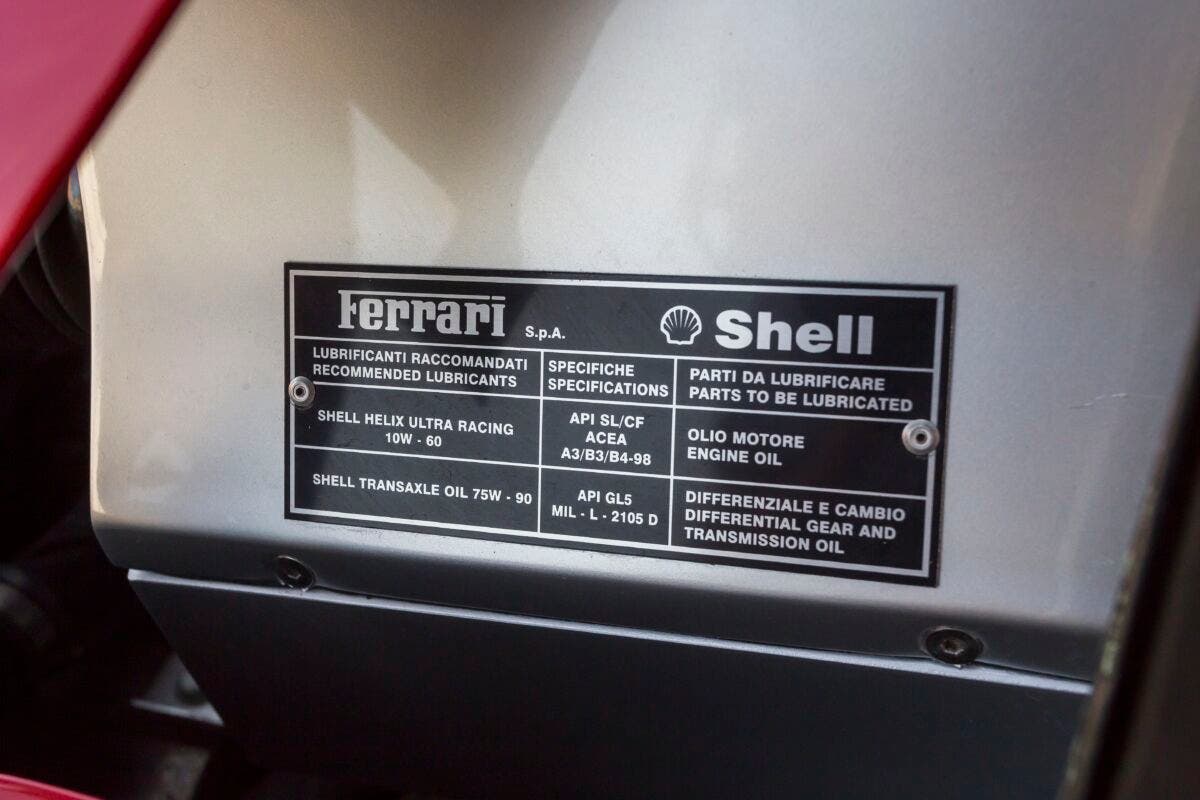 Ferrari S.p.A.
Shell
LUBRIFICANTI RACCOMANDATI
RECOMMENDED LUBRICANTS
SPECIFICHE
SPECIFICATIONS
PARTI DA LUBRIFICARE
PARTS TO BE LUBRICATED
SHELL HELIX ULTRA RACING
10W - 60
API SL/CF
ACEA
A3/B3/B4-98
OLIO MOTORE
ENGINE OIL
SHELL TRANSAXLE OIL 75W - 90
API GL5
MIL - L - 2105 D
DIFFERENZIALE E CAMBIO
DIFFERENTIAL GEAR AND
TRANSMISSION OIL